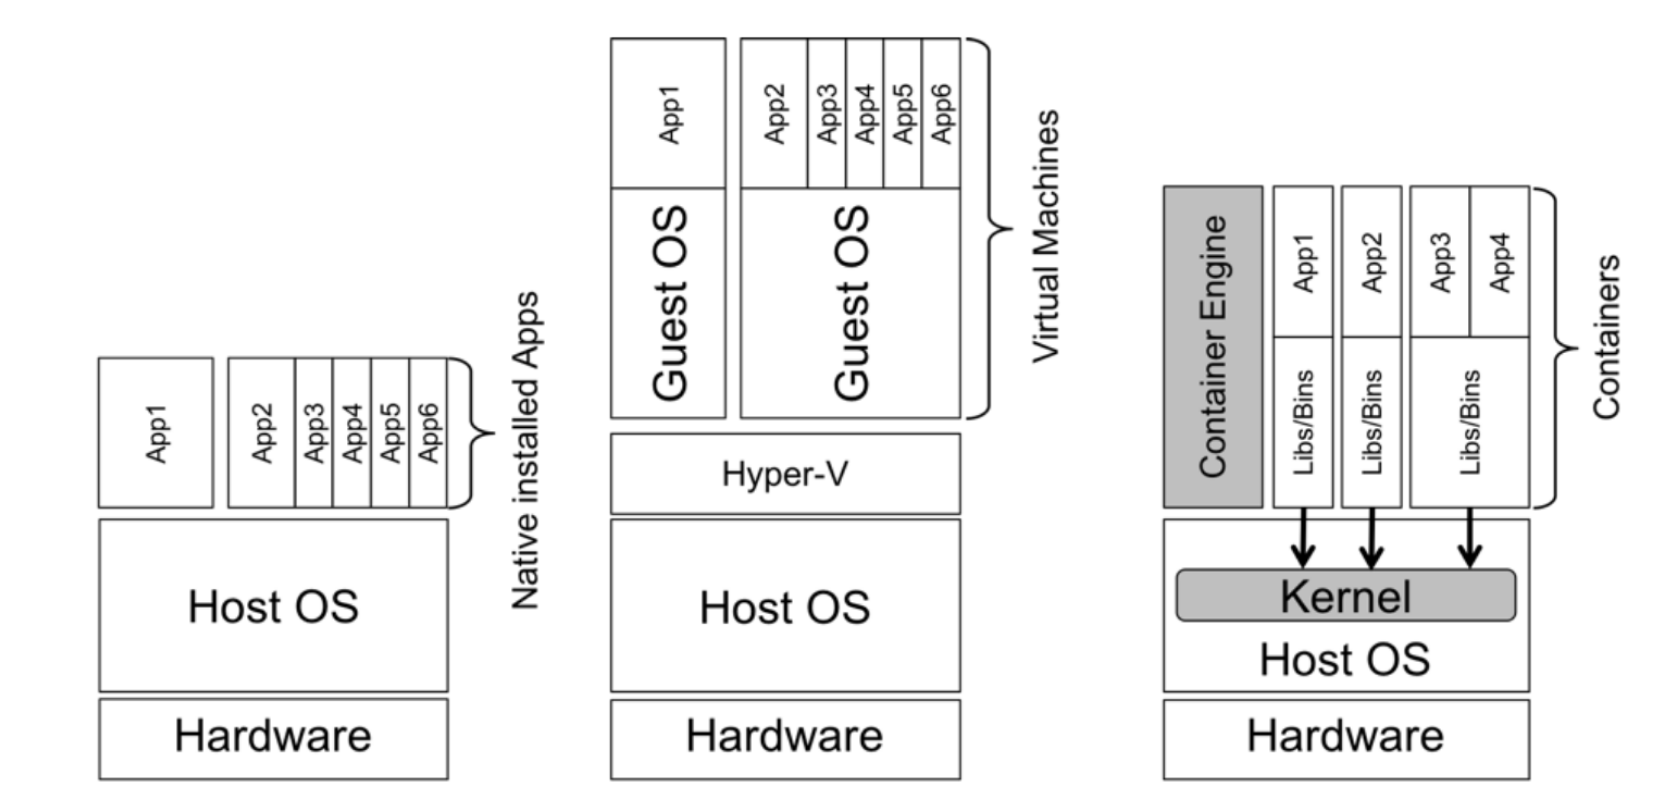 App1
App2
App3
App4
App5
App6
Native installed Apps
Host OS
Hardware
App1
App2
App3
App4
App5
App6
Guest OS
Guest OS
Virtual Machines
Hyper-V
Host OS
Hardware
Container Engine
App1
App2
App3
App4
Libs/Bins
Libs/Bins
Libs/Bins
Containers
Kernel
Host OS
Hardware